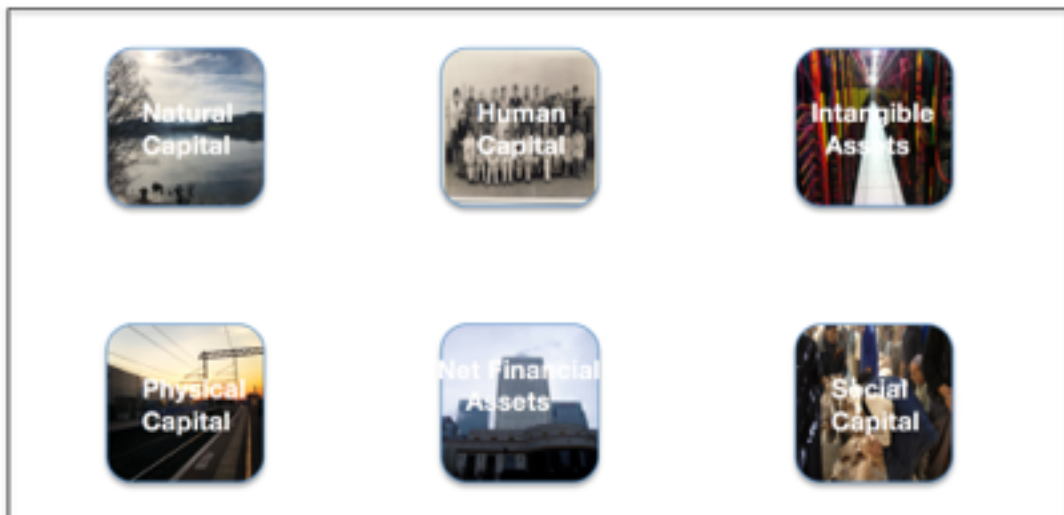 Natural
Capital
Human
Capital
Intangible
Assets
Physical
Capital
Net Financial
Assets
Social
Capital